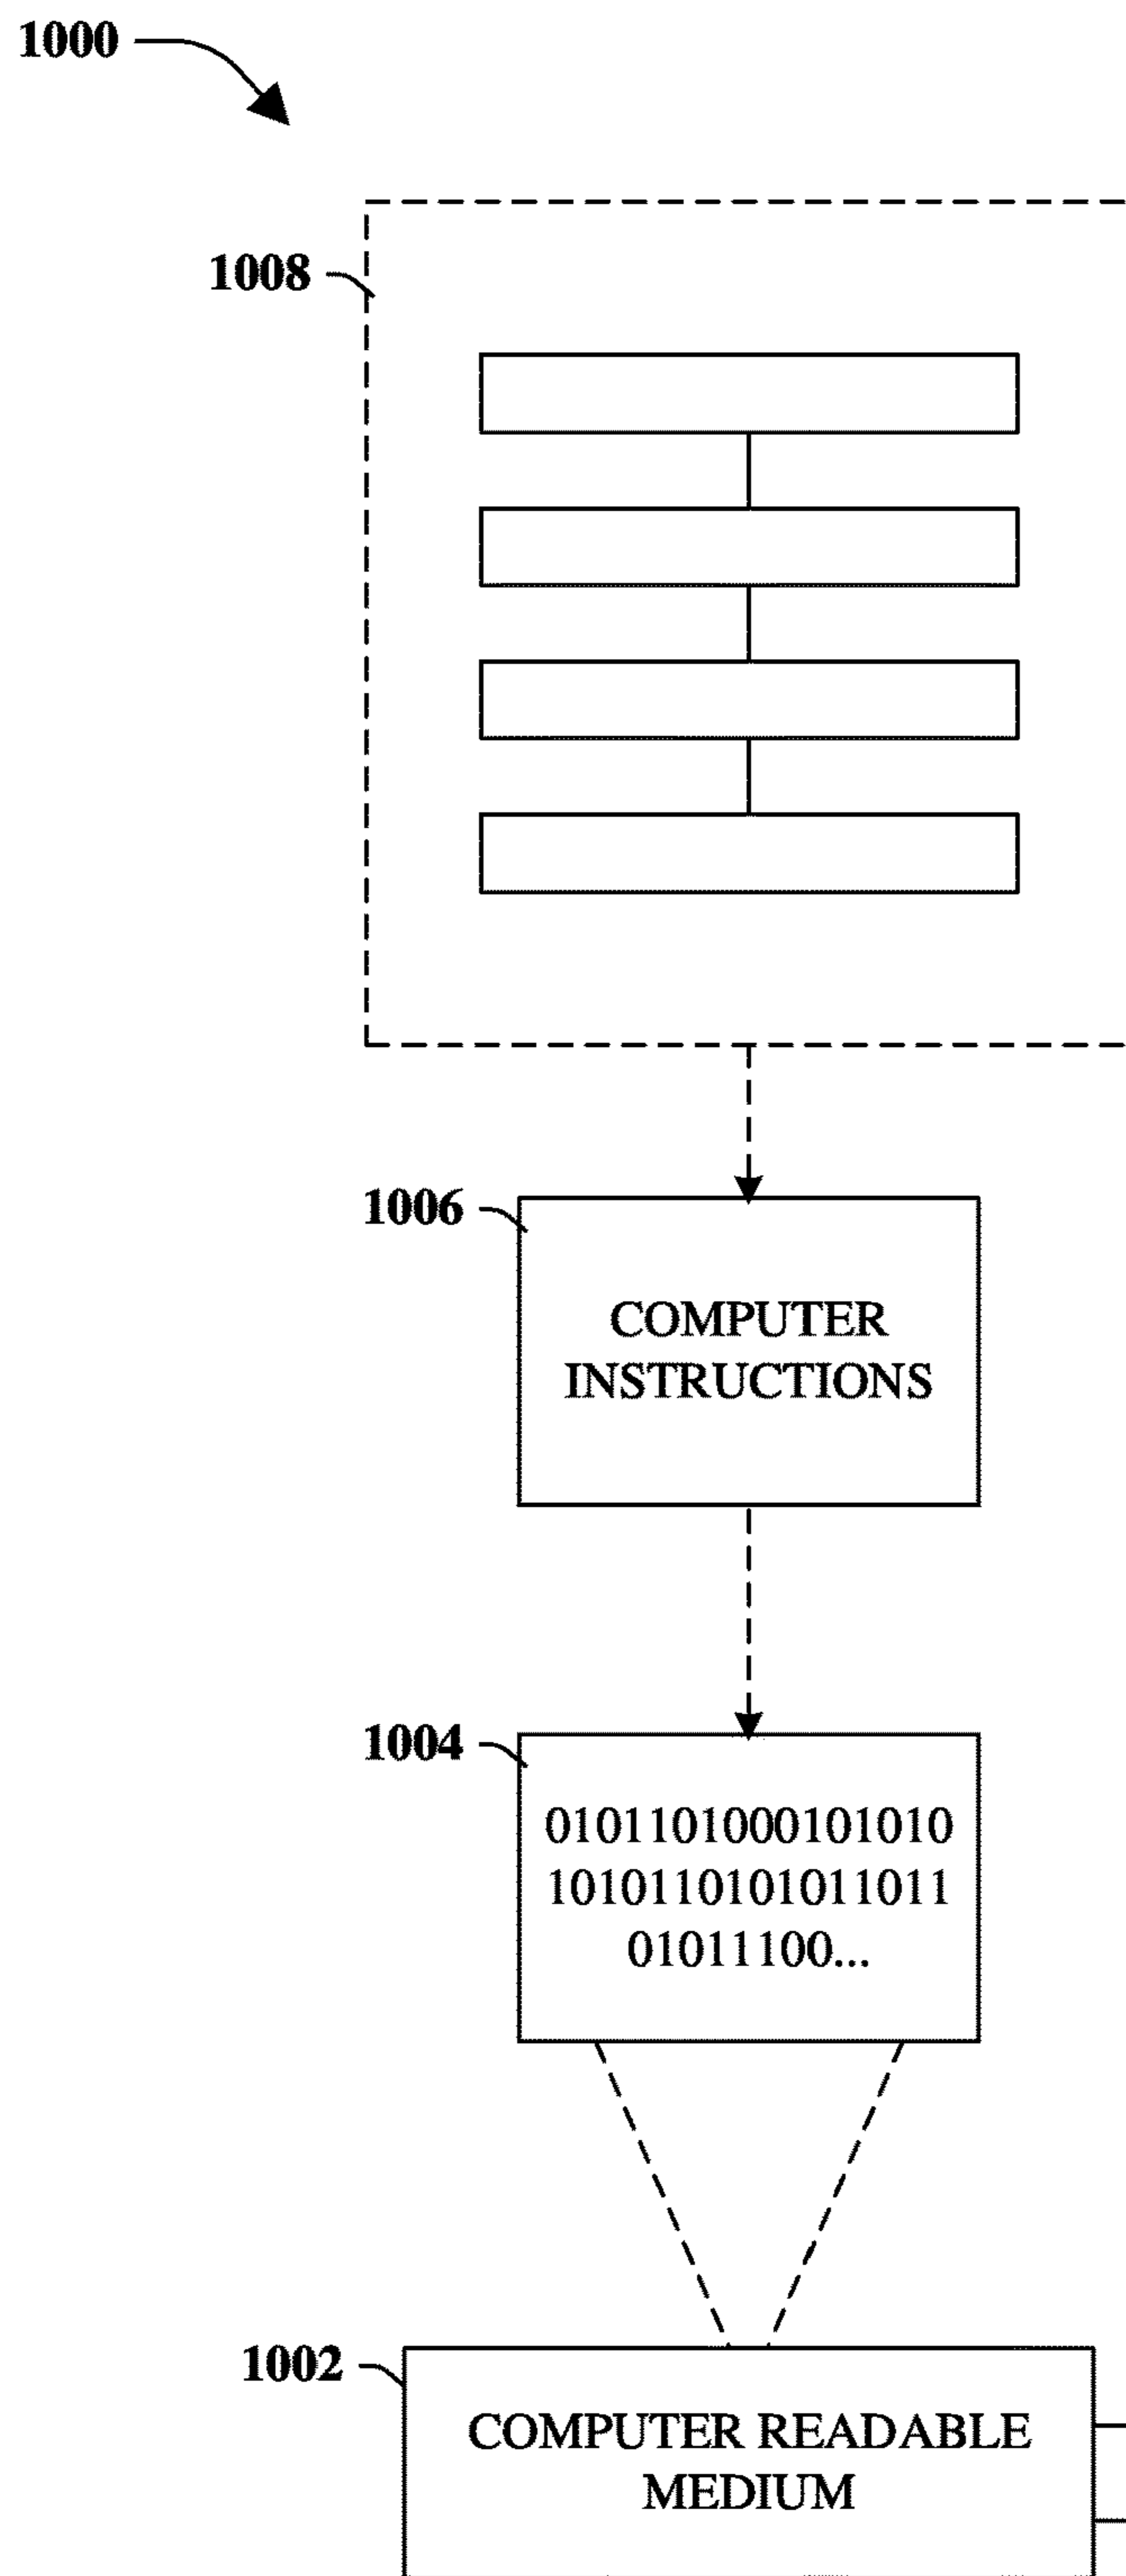 1000
1008
1006
COMPUTER
INSTRUCTIONS
1004
0101101000101010
1010110101011011
01011100...
1002
COMPUTER READABLE
MEDIUM